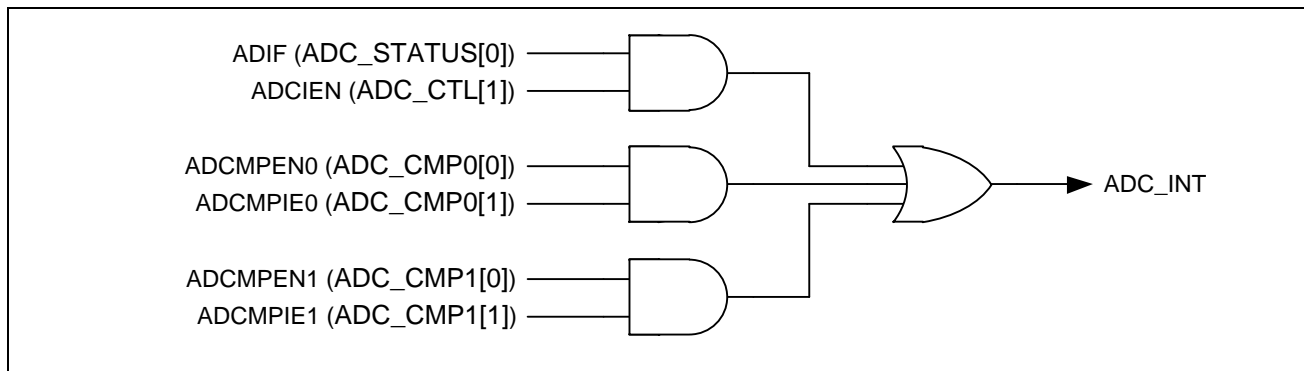 ADIF (ADC_STATUS[0])
ADCIEN (ADC_CTL[1])
ADCMPEN0 (ADC_CMP0[0])
ADCMPIE0 (ADC_CMP0[1])
ADC_INT
ADCMPEN1 (ADC_CMP1[0])
ADCMPIE1 (ADC_CMP1[1])